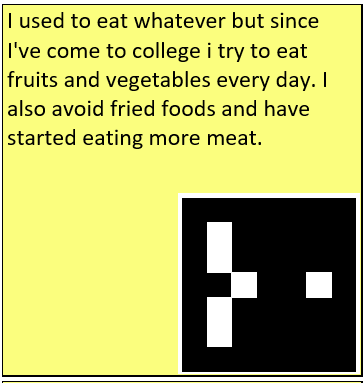 I used to eat whatever but since
I've come to college i try to eat
fruits and vegetables every day. I
also avoid fried foods and have
started eating more meat.